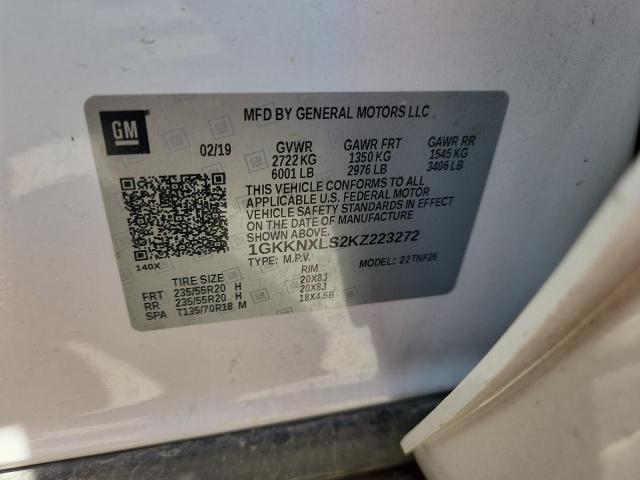 GM
MFD BY GENERAL MOTORS LLC
02/19 GVWR GAWR FRT GAWR RR
2722 KG 1350 KG 1545 KG
6001 LB 2976 LB 3406 LB
THIS VEHICLE CONFORMS TO ALL
APPLICABLE U.S. FEDERAL MOTOR
VEHICLE SAFETY STANDARDS IN EFFECT
ON THE DATE OF MANUFACTURE
SHOWN ABOVE.
1GKKNXLS2KZ223272
140X TYPE: M.P.V. MODEL: 22TNF26
TIRE SIZE RIM
FRT 235/55R20 H 20X8J
RR 235/55R20 H 20X8J
SPA T135/70R18 M 18X4.5B